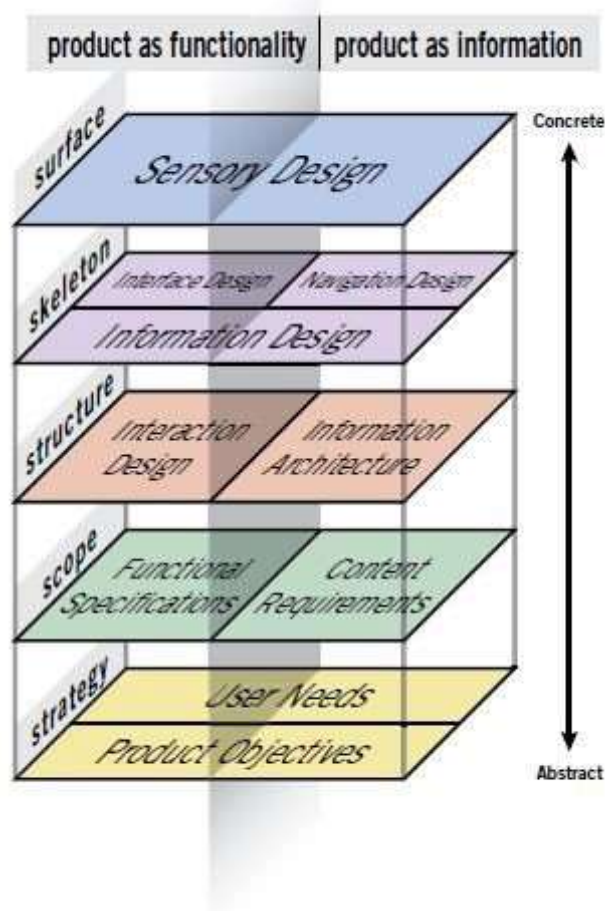 product as functionality | product as information
Concrete
surface
Sensory Design
skeleton
Interface Design
Navigation Design
Information Design
structure
Interaction
Design
Information
Architecture
scope
Functional
Specifications
Content
Requirements
strategy
User Needs
Product Objectives
Abstract